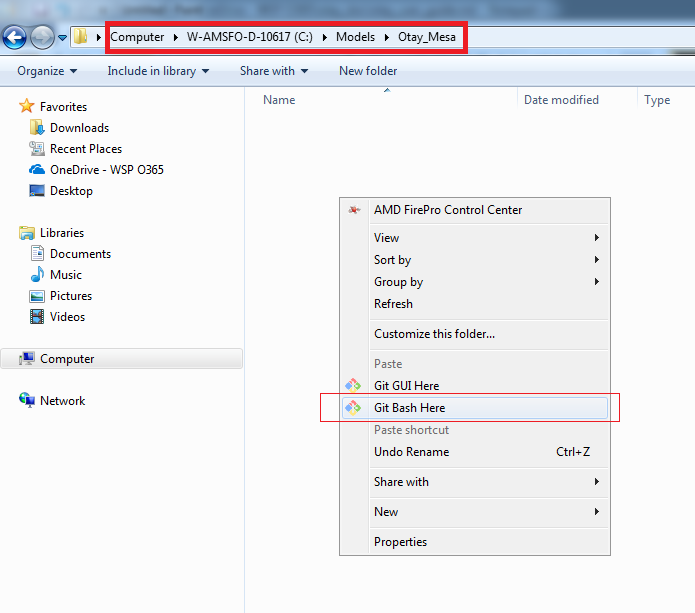 Computer W-AMSFO-D-10617 (C:) Models Otay_Mesa
Organize Include in library Share with New folder
Favorites
Downloads
Recent Places
OneDrive - WSP O365
Desktop
Libraries
Documents
Music
Pictures
Videos
Computer
Network
Name Date modified Type
AMD FirePro Control Center
View
Sort by
Group by
Refresh
Customize this folder...
Paste
Git GUI Here
Git Bash Here
Paste shortcut
Undo Rename Ctrl+Z
Share with
New
Properties